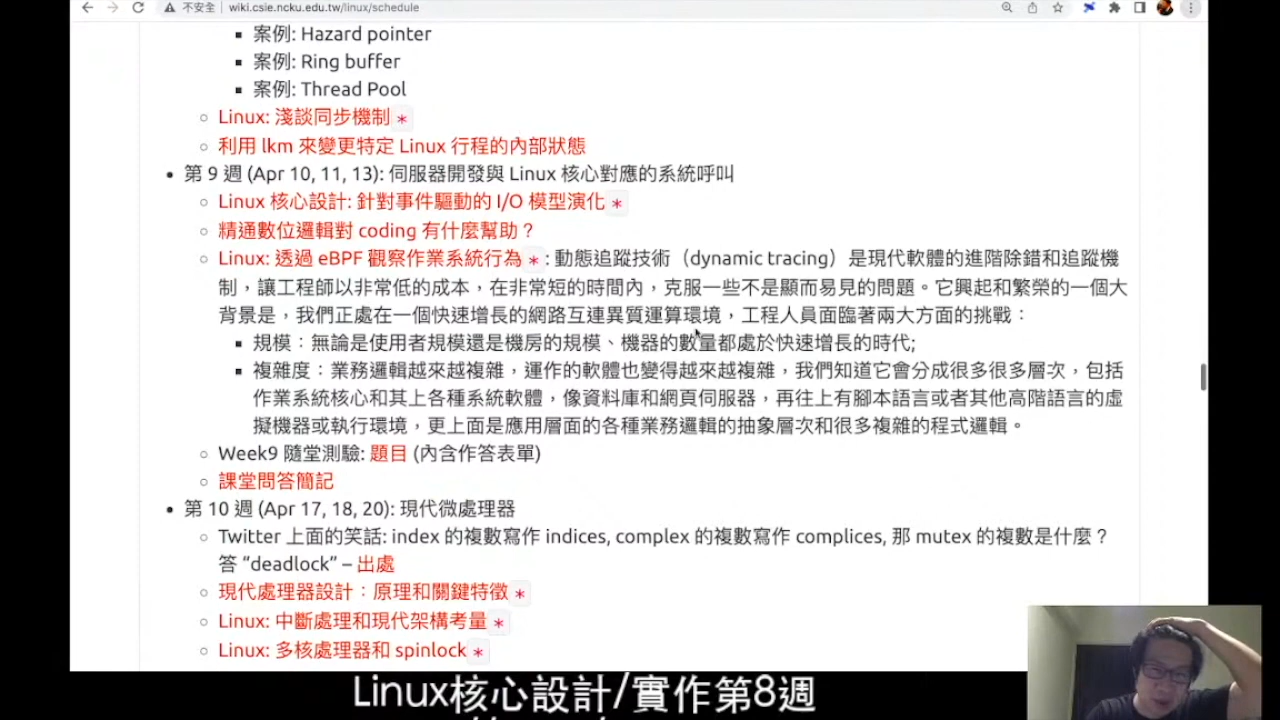 不安全 wiki.csie.ncku.edu.tw/linux/schedule
案例: Hazard pointer
案例: Ring buffer
案例: Thread Pool
Linux: 淺談同步機制 *
利用 lkm 來變更特定 Linux 行程的內部狀態
第 9 週 (Apr 10, 11, 13): 伺服器開發與 Linux 核心對應的系統呼叫
Linux 核心設計: 針對事件驅動的 I/O 模型演化 *
精通數位邏輯對 coding 有什麼幫助？
Linux: 透過 eBPF 觀察作業系統行為 * : 動態追蹤技術（dynamic tracing）是現代軟體的進階除錯和追蹤機
制，讓工程師以非常低的成本，在非常短的時間內，克服一些不是顯而易見的問題。它興起和繁榮的一個大
背景是，我們正處在一個快速增長的網路互連異質運算環境，工程人員面臨著兩大方面的挑戰：
規模：無論是使用者規模還是機房的規模、機器的數量都處於快速增長的時代;
複雜度：業務邏輯越來越複雜，運作的軟體也變得越來越複雜，我們知道它會分成很多很多層次，包括
作業系統核心和其上各種系統軟體，像資料庫和網頁伺服器，再往上有腳本語言或者其他高階語言的虛
擬機器或執行環境，更上面是應用層面的各種業務邏輯的抽象層次和很多複雜的程式邏輯。
Week9 隨堂測驗: 題目 (內含作答表單)
課堂問答簡記
第 10 週 (Apr 17, 18, 20): 現代微處理器
Twitter 上面的笑話: index 的複數寫作 indices, complex 的複數寫作 complices, 那 mutex 的複數是什麼？
答 “deadlock” – 出處
現代處理器設計：原理和關鍵特徵 *
Linux: 中斷處理和現代架構考量 *
Linux: 多核處理器和 spinlock *
Linux核心設計/實作第8週